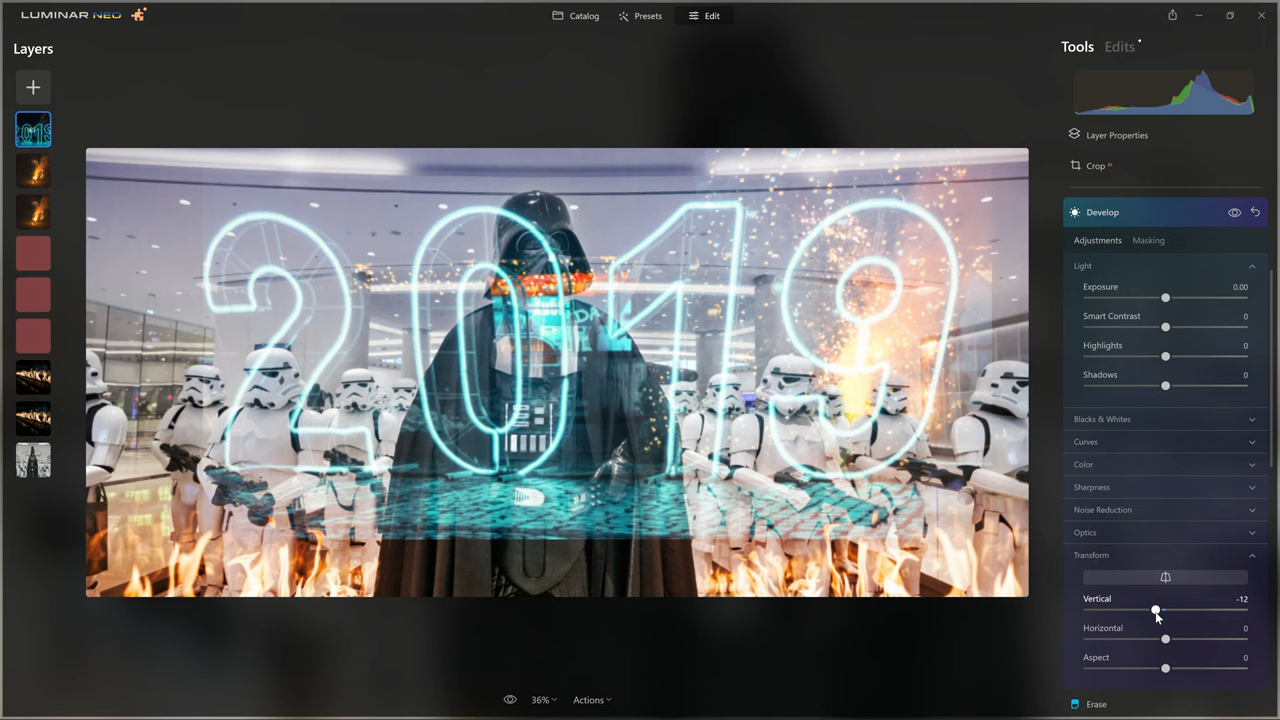 LUMINAR NEO
Catalog
Presets
Edit
Layers
Tools
Edits
Layer Properties
Crop AI
Develop
Adjustments
Masking
Light
Exposure 0.00
Smart Contrast 0
Highlights 0
Shadows 0
Blacks & Whites
Curves
Color
Sharpness
Noise Reduction
Optics
Transform
Vertical -12
Horizontal 0
Aspect 0
Erase
2019
36%
Actions